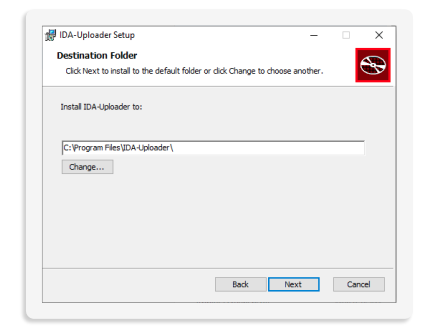 IDA-Uploader Setup
Destination Folder
Click Next to install to the default folder or click Change to choose another.
Install IDA-Uploader to:
C:\Program Files\IDA-Uploader\
Change...
Back Next Cancel